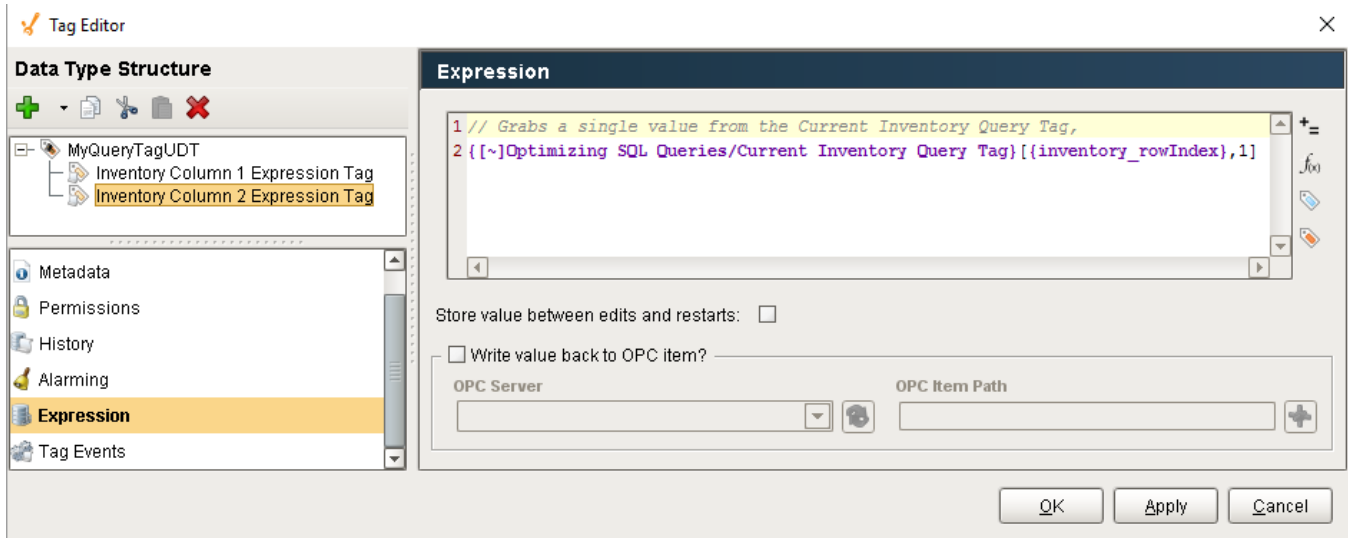 Tag Editor
Data Type Structure
MyQueryTagUDT
Inventory Column 1 Expression Tag
Inventory Column 2 Expression Tag
Metadata
Permissions
History
Alarming
Expression
Tag Events
Expression
1 // Grabs a single value from the Current Inventory Query Tag,
2 {[~]Optimizing SQL Queries/Current Inventory Query Tag}[{inventory_rowIndex},1]
f(x)
Store value between edits and restarts:
Write value back to OPC item?
OPC Server
OPC Item Path
OK
Apply
Cancel